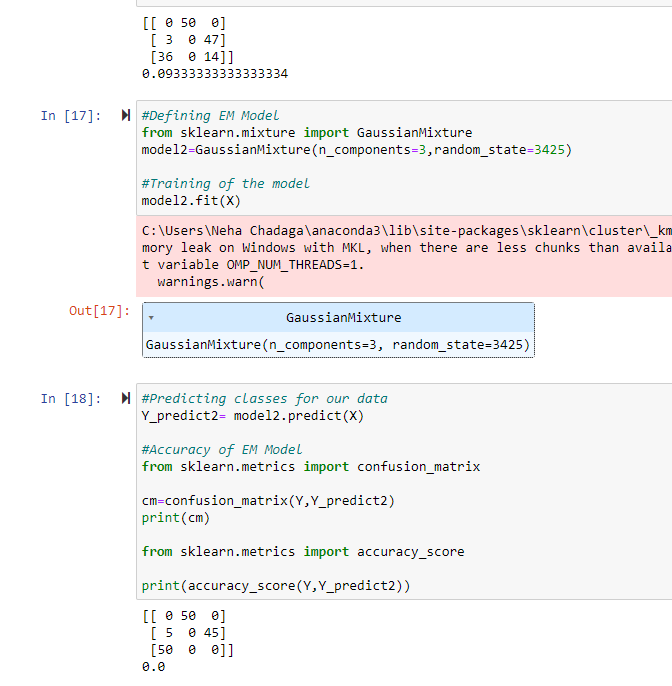 [[ 0 50  0]
 [ 3  0 47]
 [36  0 14]]
0.09333333333333334
In [17]:
#Defining EM Model
from sklearn.mixture import GaussianMixture
model2=GaussianMixture(n_components=3,random_state=3425)
#Training of the model
model2.fit(X)
C:\Users\Neha Chadaga\anaconda3\lib\site-packages\sklearn\cluster\_km
mory leak on Windows with MKL, when there are less chunks than availa
t variable OMP_NUM_THREADS=1.
  warnings.warn(
Out[17]:
GaussianMixture
GaussianMixture(n_components=3, random_state=3425)
In [18]:
#Predicting classes for our data
Y_predict2= model2.predict(X)
#Accuracy of EM Model
from sklearn.metrics import confusion_matrix
cm=confusion_matrix(Y,Y_predict2)
print(cm)
from sklearn.metrics import accuracy_score
print(accuracy_score(Y,Y_predict2))
[[ 0 50  0]
 [ 5  0 45]
 [50  0  0]]
0.0